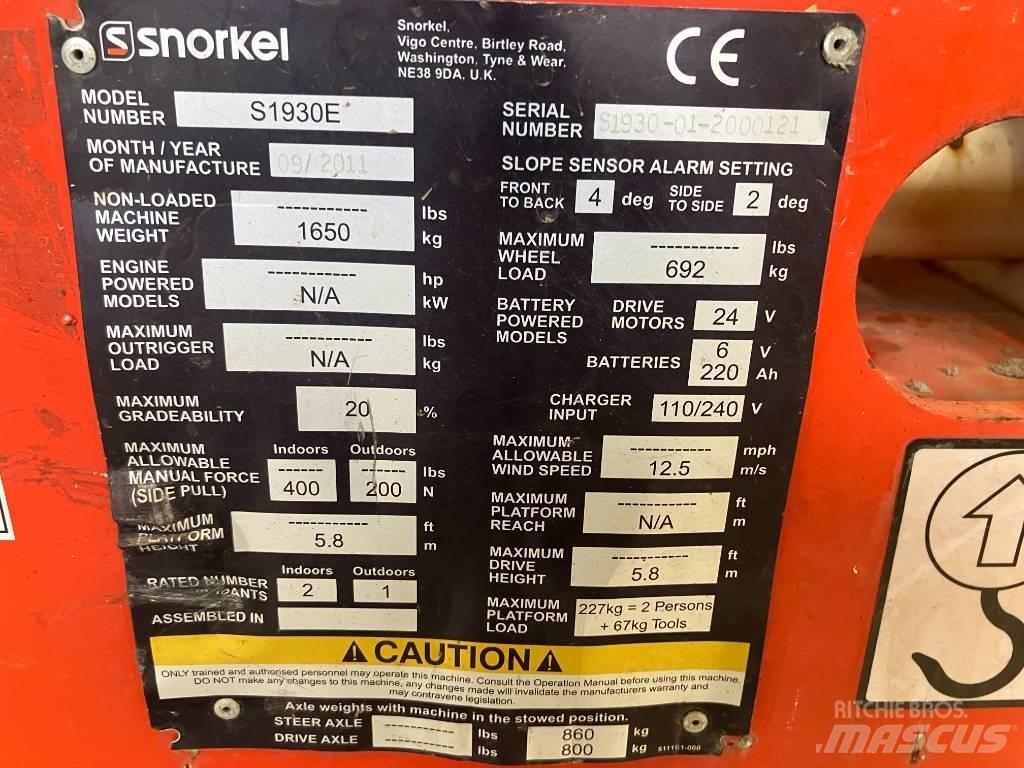 snorkel
Snorkel,
Vigo Centre, Birtley Road,
Washington, Tyne & Wear,
NE38 9DA, U.K.
CE
MODEL
NUMBER
S1930E
MONTH / YEAR
OF MANUFACTURE
09/2011
NON-LOADED
MACHINE
WEIGHT
----------- lbs
1650 kg
ENGINE
POWERED
MODELS
----------- hp
N/A kW
MAXIMUM
OUTRIGGER
LOAD
----------- lbs
N/A kg
MAXIMUM
GRADEABILITY
20 %
MAXIMUM
ALLOWABLE
MANUAL FORCE
(SIDE PULL)
Indoors Outdoors
------ ------ lbs
400 200 N
MAXIMUM
PLATFORM
HEIGHT
---------- ft
5.8 m
RATED NUMBER
Indoors Outdoors
2 1
ASSEMBLED IN
SERIAL
NUMBER
S1930-01-2000121
SLOPE SENSOR ALARM SETTING
FRONT
TO BACK
4 deg
SIDE
TO SIDE
2 deg
MAXIMUM
WHEEL
LOAD
----------- lbs
692 kg
BATTERY
POWERED
MODELS
DRIVE
MOTORS
24 V
BATTERIES
6 V
220 Ah
CHARGER
INPUT
110/240 V
MAXIMUM
ALLOWABLE
WIND SPEED
---------- mph
12.5 m/s
MAXIMUM
PLATFORM
REACH
---------- ft
N/A m
MAXIMUM
DRIVE
HEIGHT
---------- ft
5.8 m
MAXIMUM
PLATFORM
LOAD
227kg = 2 Persons
+ 67kg Tools
CAUTION
ONLY trained and authorised personnel may operate this machine. Consult the Operation Manual before using this machine.
DO NOT make any changes to this machine, any changes made will invalidate the manufacturers warranty and
may contravene legislation.
Axle weights with machine in the stowed position.
STEER AXLE ---------- lbs 860 kg
DRIVE AXLE ---------- lbs 800 kg
511161-000
RITCHIE BROS.
MASCUS